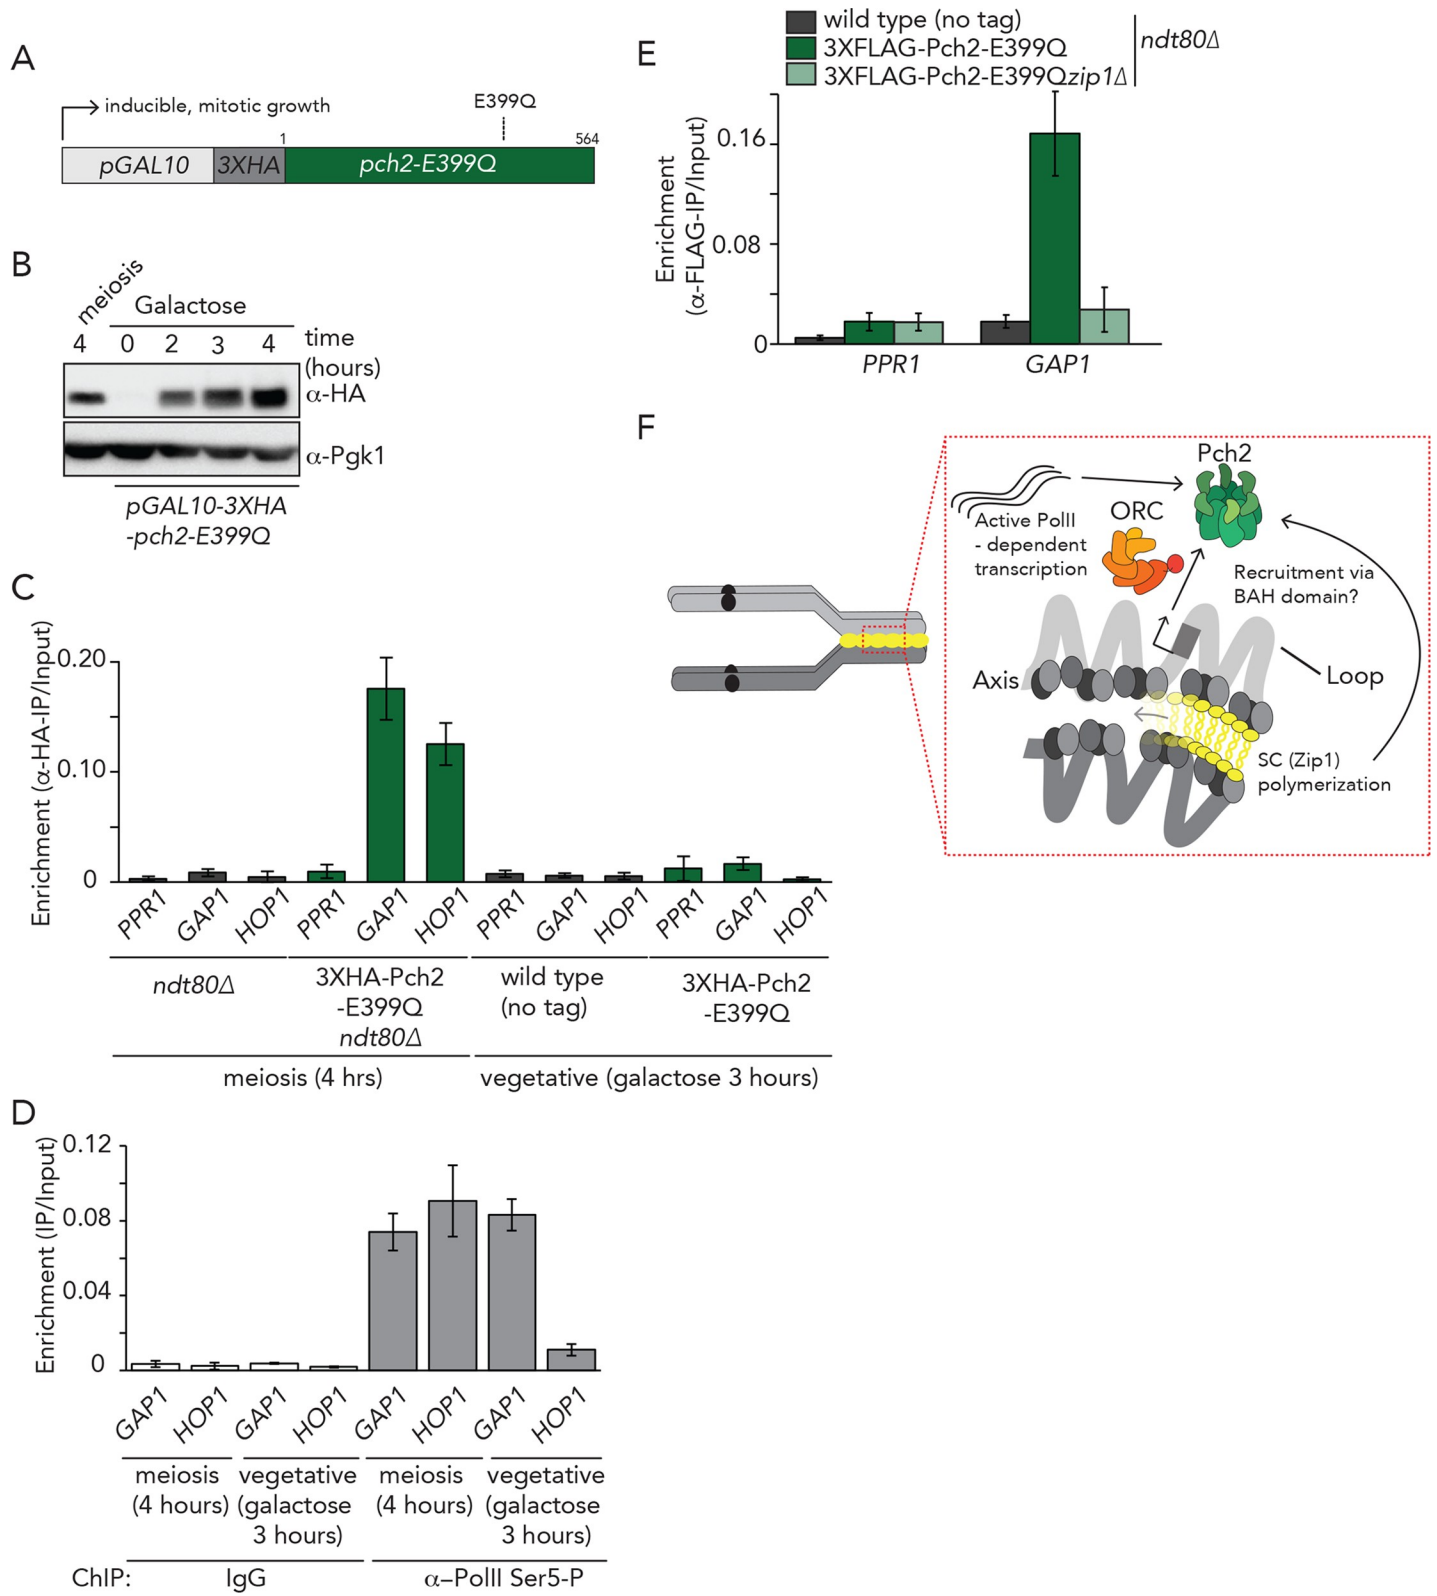 A
inducible, mitotic growth
E399Q
1
564
pGAL10
3XHA
pch2-E399Q
B
meiosis
Galactose
4
0
2
3
4
time
(hours)
α-HA
α-Pgk1
pGAL10-3XHA
-pch2-E399Q
C
Enrichment (α-HA-IP/Input)
0.20
0.10
0
PPR1
GAP1
HOP1
PPR1
GAP1
HOP1
PPR1
GAP1
HOP1
PPR1
GAP1
HOP1
ndt80Δ
3XHA-Pch2
-E399Q
ndt80Δ
wild type
(no tag)
3XHA-Pch2
-E399Q
meiosis (4 hrs)
vegetative (galactose 3 hours)
D
Enrichment (IP/Input)
0.12
0.08
0.04
0
GAP1
HOP1
GAP1
HOP1
GAP1
HOP1
GAP1
HOP1
meiosis
(4 hours)
vegetative
(galactose
3 hours)
meiosis
(4 hours)
vegetative
(galactose
3 hours)
ChIP:
IgG
α–PolII Ser5-P
E
wild type (no tag)
3XFLAG-Pch2-E399Q
3XFLAG-Pch2-E399Qzip1Δ
ndt80Δ
Enrichment
(α-FLAG-IP/Input)
0.16
0.08
0
PPR1
GAP1
F
Pch2
Active PolII
- dependent
transcription
ORC
Recruitment via
BAH domain?
Axis
Loop
SC (Zip1)
polymerization